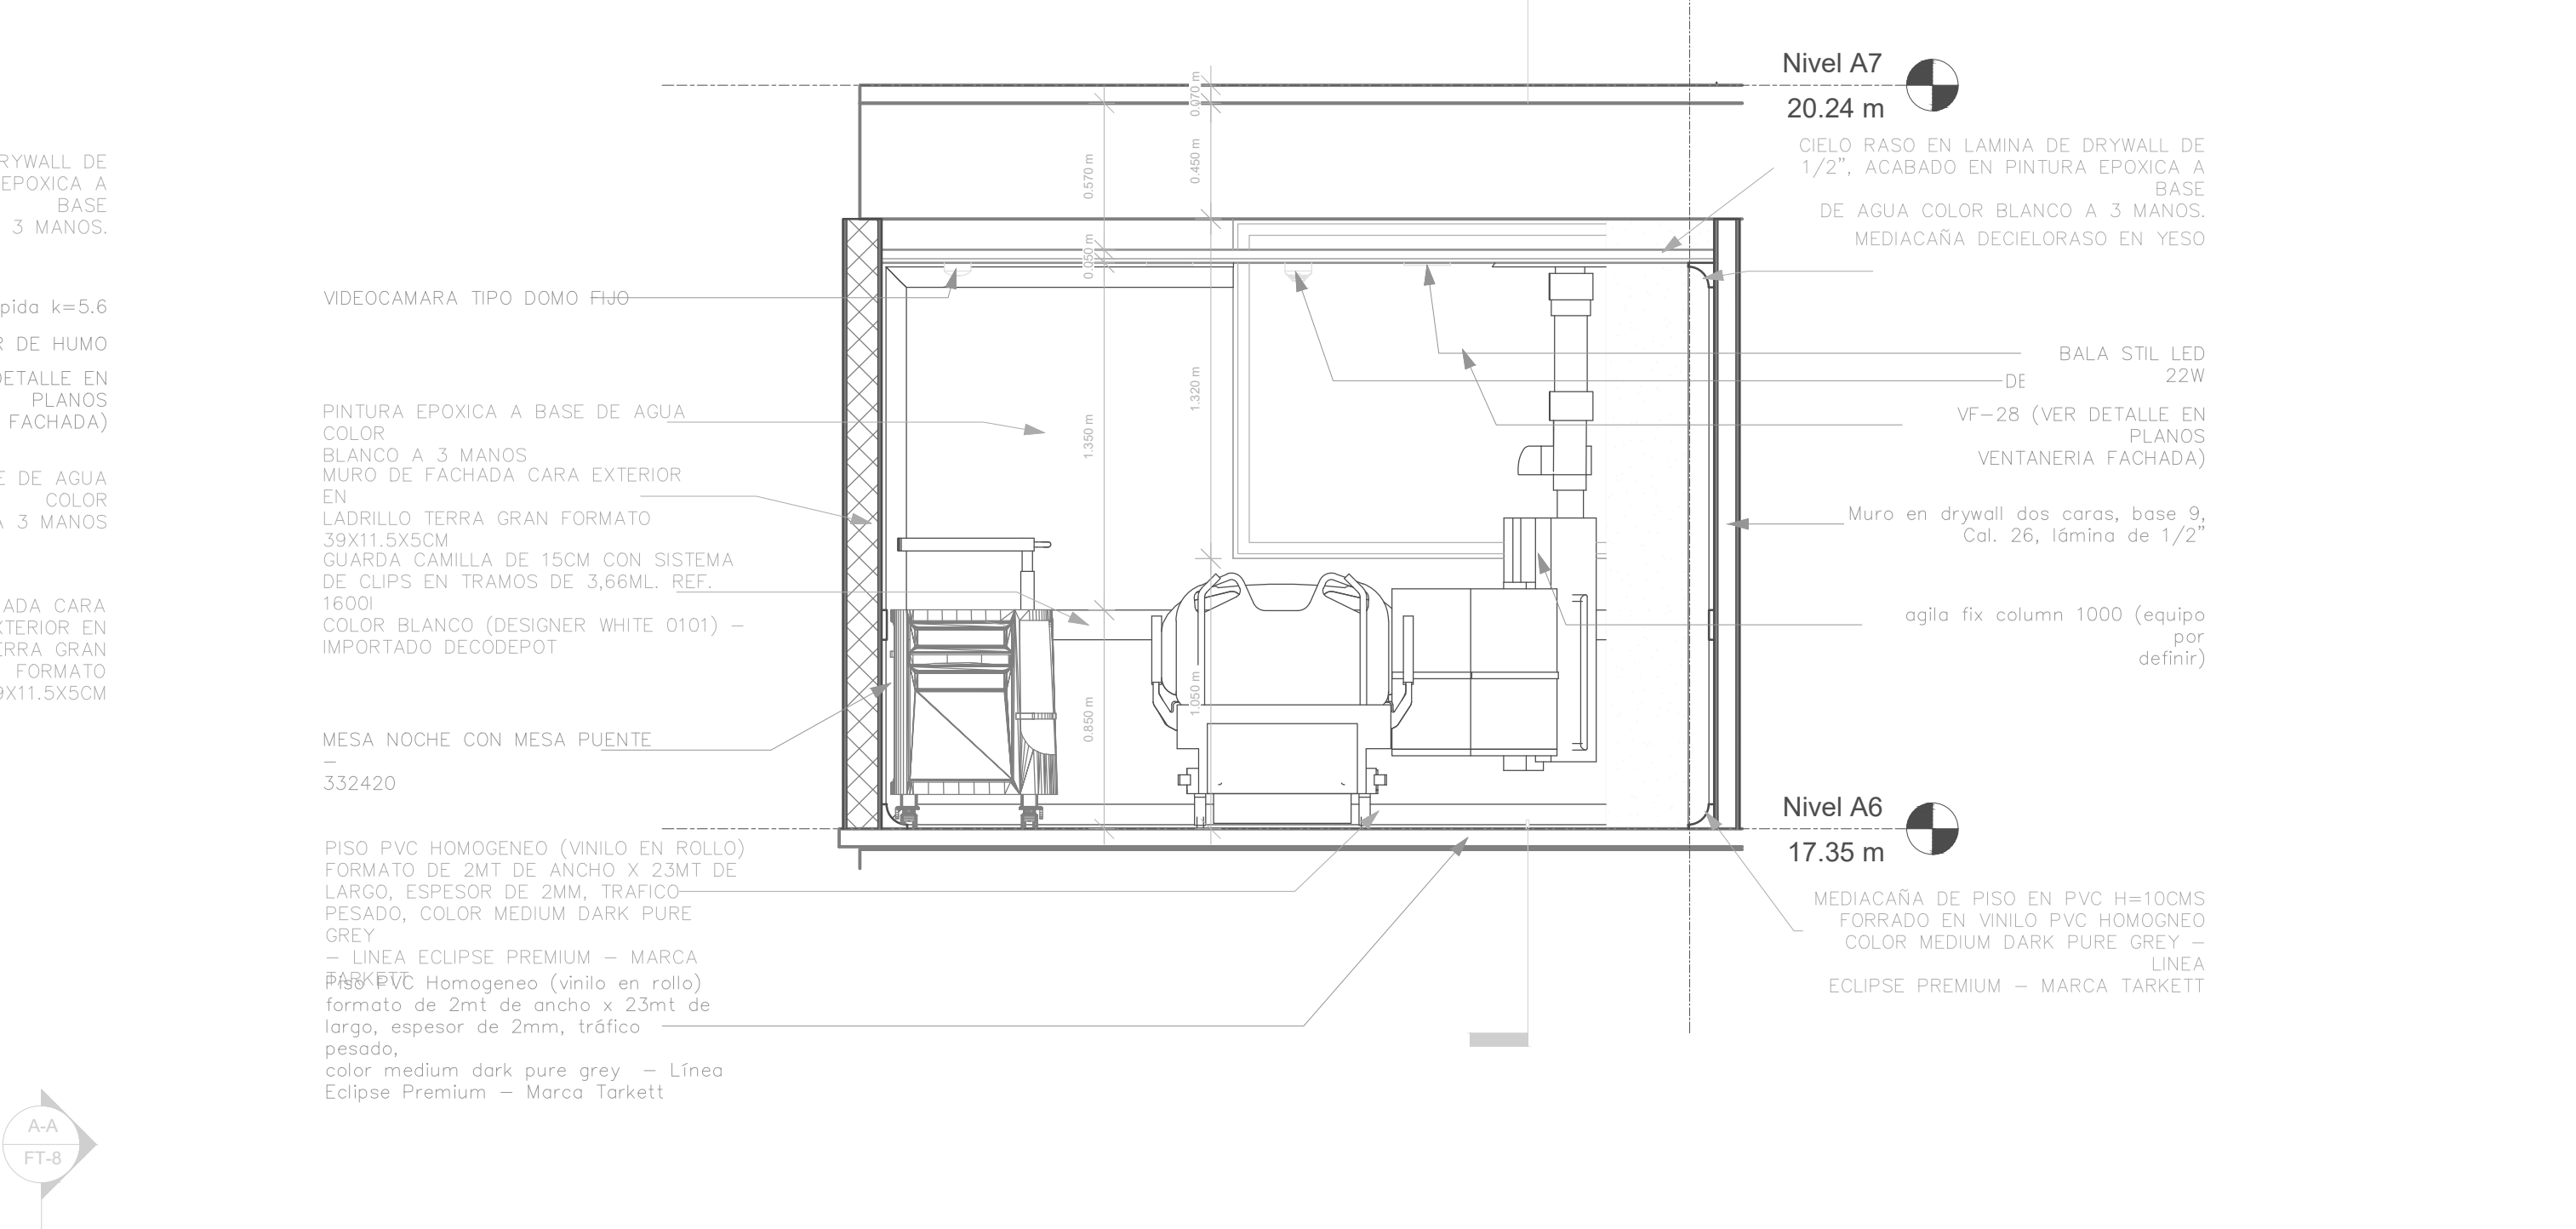 RYWALL DE
EPOXICA A
BASE
3 MANOS.
pida k=5.6
R DE HUMO
DETALLE EN
PLANOS
FACHADA)
E DE AGUA
COLOR
A 3 MANOS
ADA CARA
XTERIOR EN
ERRA GRAN
FORMATO
9X11.5X5CM
A-A
FT-8
VIDEOCAMARA TIPO DOMO FIJO
PINTURA EPOXICA A BASE DE AGUA
COLOR
BLANCO A 3 MANOS
MURO DE FACHADA CARA EXTERIOR
EN
LADRILLO TERRA GRAN FORMATO
39X11.5X5CM
GUARDA CAMILLA DE 15CM CON SISTEMA
DE CLIPS EN TRAMOS DE 3,66ML. REF.
1600I
COLOR BLANCO (DESIGNER WHITE 0101) –
IMPORTADO DECODEPOT
MESA NOCHE CON MESA PUENTE
–
332420
PISO PVC HOMOGENEO (VINILO EN ROLLO)
FORMATO DE 2MT DE ANCHO X 23MT DE
LARGO, ESPESOR DE 2MM, TRAFICO
PESADO, COLOR MEDIUM DARK PURE
GREY
– LINEA ECLIPSE PREMIUM – MARCA
TARKETT
Piso PVC Homogeneo (vinilo en rollo)
formato de 2mt de ancho x 23mt de
largo, espesor de 2mm, tráfico
pesado,
color medium dark pure grey – Línea
Eclipse Premium – Marca Tarkett
0.570 m
0.050 m
1.350 m
0.850 m
0.070 m
0.450 m
1.320 m
1.050 m
Nivel A7
20.24 m
CIELO RASO EN LAMINA DE DRYWALL DE
1/2", ACABADO EN PINTURA EPOXICA A
BASE
DE AGUA COLOR BLANCO A 3 MANOS.
MEDIACAÑA DECIELORASO EN YESO
BALA STIL LED
22W
DE
VF–28 (VER DETALLE EN
PLANOS
VENTANERIA FACHADA)
Muro en drywall dos caras, base 9,
Cal. 26, lámina de 1/2"
agila fix column 1000 (equipo
por
definir)
Nivel A6
17.35 m
MEDIACAÑA DE PISO EN PVC H=10CMS
FORRADO EN VINILO PVC HOMOGNEO
COLOR MEDIUM DARK PURE GREY –
LINEA
ECLIPSE PREMIUM – MARCA TARKETT